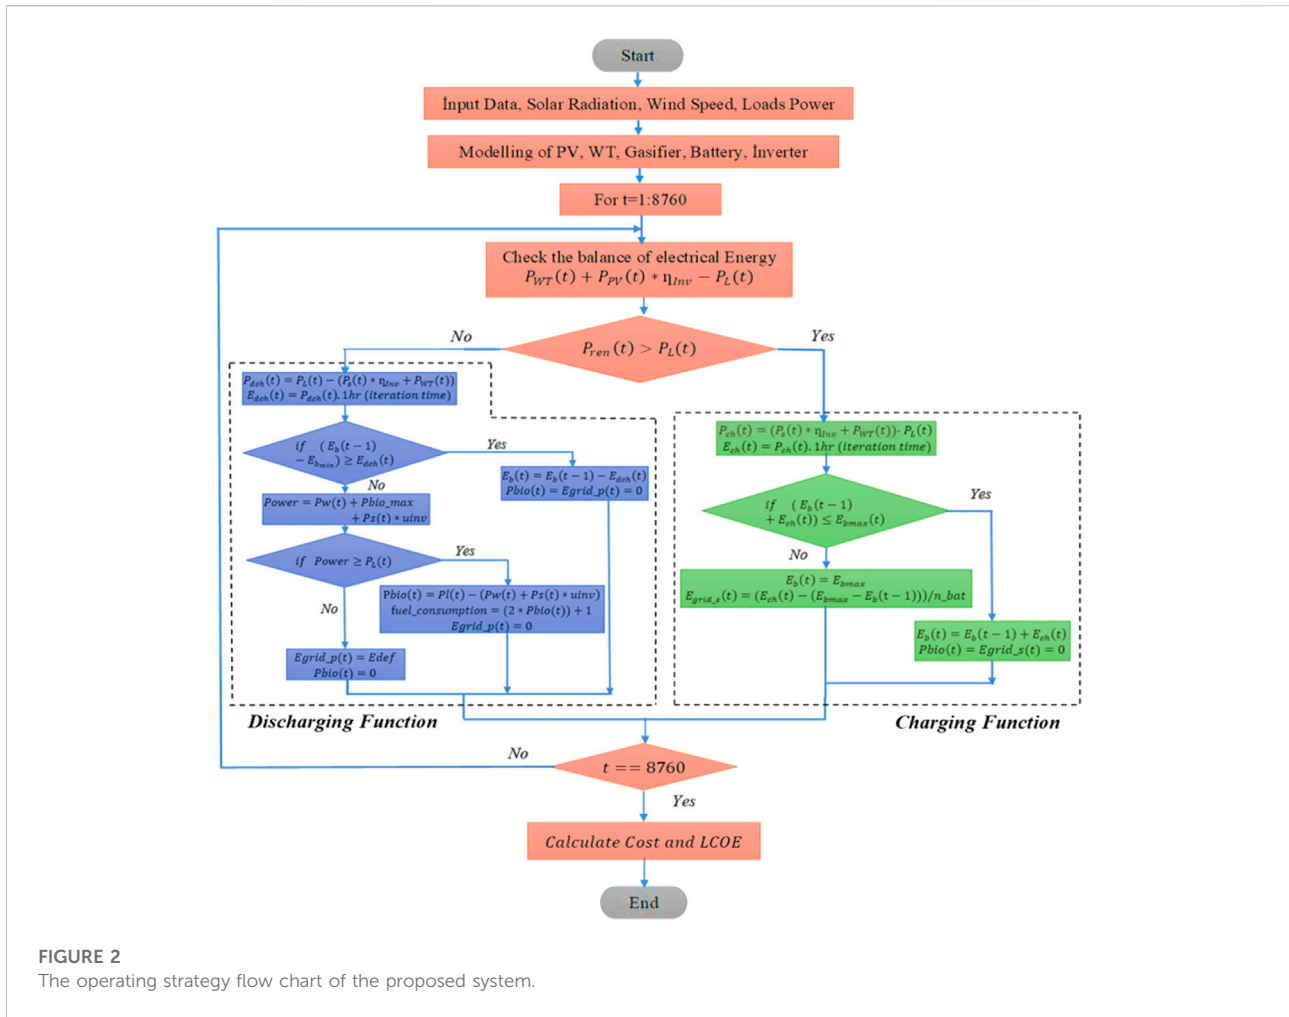 Start
İnput Data, Solar Radiation, Wind Speed, Loads Power
Modelling of PV, WT, Gasifier, Battery, İnverter
For t=1:8760
Check the balance of electrical Energy
P_WT(t) + P_PV(t) * η_Inv − P_L(t)
P_ren(t) > P_L(t)
No
Yes
P_dch(t) = P_L(t) − (P_s(t) * η_Inv + P_WT(t))
E_dch(t) = P_dch(t). 1hr (iteration time)
if (E_b(t−1)
− E_bmin) ≥ E_dch(t)
Yes
No
E_b(t) = E_b(t−1) − E_dch(t)
Pbio(t) = Egrid_p(t) = 0
Power = Pw(t) + Pbio_max
+ Ps(t) * uinv
if Power ≥ P_L(t)
Yes
No
Pbio(t) = Pl(t) − (Pw(t) + Ps(t) * uinv)
fuel_consumption = (2 * Pbio(t)) + 1
Egrid_p(t) = 0
Egrid_p(t) = Edef
Pbio(t) = 0
Discharging Function
P_ch(t) = (P_s(t) * η_Inv + P_WT(t))- P_L(t)
E_ch(t) = P_ch(t). 1hr (iteration time)
if (E_b(t−1)
+ E_ch(t)) ≤ E_bmax(t)
Yes
No
E_b(t) = E_bmax
E_grid_s(t) = (E_ch(t) − (E_bmax − E_b(t−1)))/n_bat
E_b(t) = E_b(t−1) + E_ch(t)
Pbio(t) = Egrid_s(t) = 0
Charging Function
t == 8760
No
Yes
Calculate Cost and LCOE
End
FIGURE 2
The operating strategy flow chart of the proposed system.